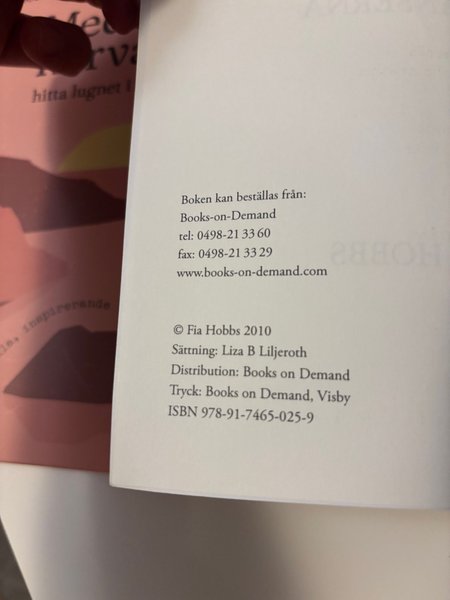 hitta lugnet i
inspirerande
Boken kan beställas från:
Books-on-Demand
tel: 0498-21 33 60
fax: 0498-21 33 29
www.books-on-demand.com
© Fia Hobbs 2010
Sättning: Liza B Liljeroth
Distribution: Books on Demand
Tryck: Books on Demand, Visby
ISBN 978-91-7465-025-9